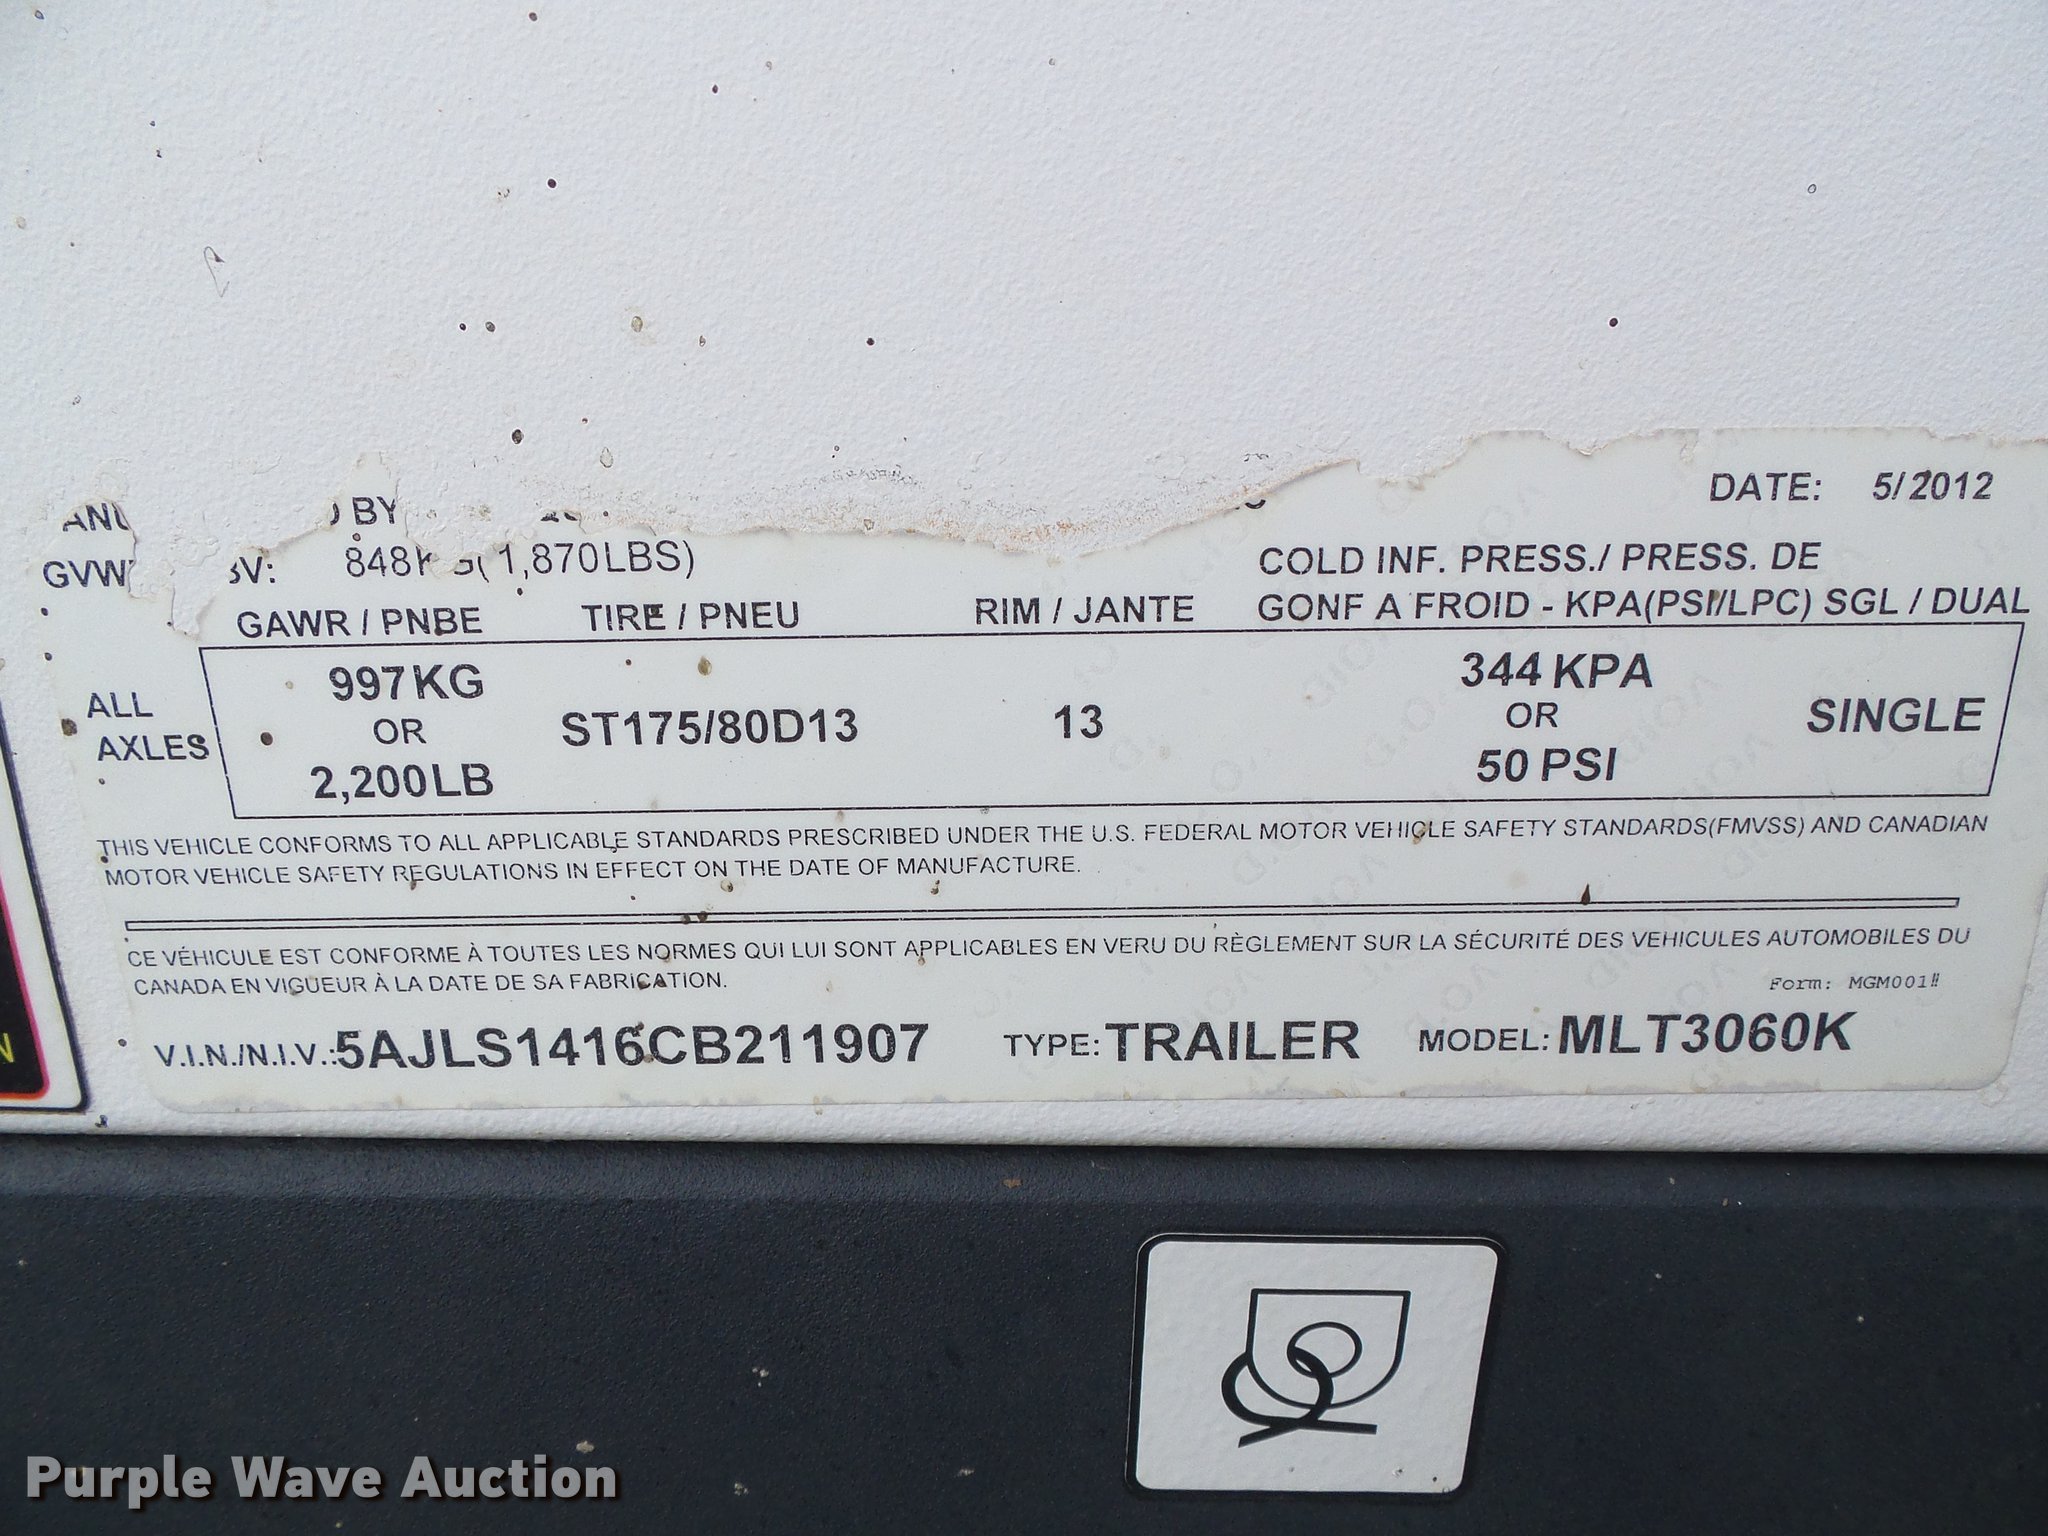 DATE: 5/2012
BY
848KG(1,870LBS)
COLD INF. PRESS./ PRESS. DE
GAWR / PNBE TIRE / PNEU RIM / JANTE GONF A FROID - KPA(PSI/LPC) SGL / DUAL
997KG 344 KPA
ALL OR ST175/80D13 13 OR SINGLE
AXLES 2,200LB 50 PSI
THIS VEHICLE CONFORMS TO ALL APPLICABLE STANDARDS PRESCRIBED UNDER THE U.S. FEDERAL MOTOR VEHICLE SAFETY STANDARDS(FMVSS) AND CANADIAN
MOTOR VEHICLE SAFETY REGULATIONS IN EFFECT ON THE DATE OF MANUFACTURE.
CE VÉHICULE EST CONFORME À TOUTES LES NORMES QUI LUI SONT APPLICABLES EN VERU DU RÈGLEMENT SUR LA SÉCURITÉ DES VEHICULES AUTOMOBILES DU
CANADA EN VIGUEUR À LA DATE DE SA FABRICATION.
Form: MGM001
V.I.N./N.I.V.:5AJLS1416CB211907 TYPE: TRAILER MODEL: MLT3060K
Purple Wave Auction